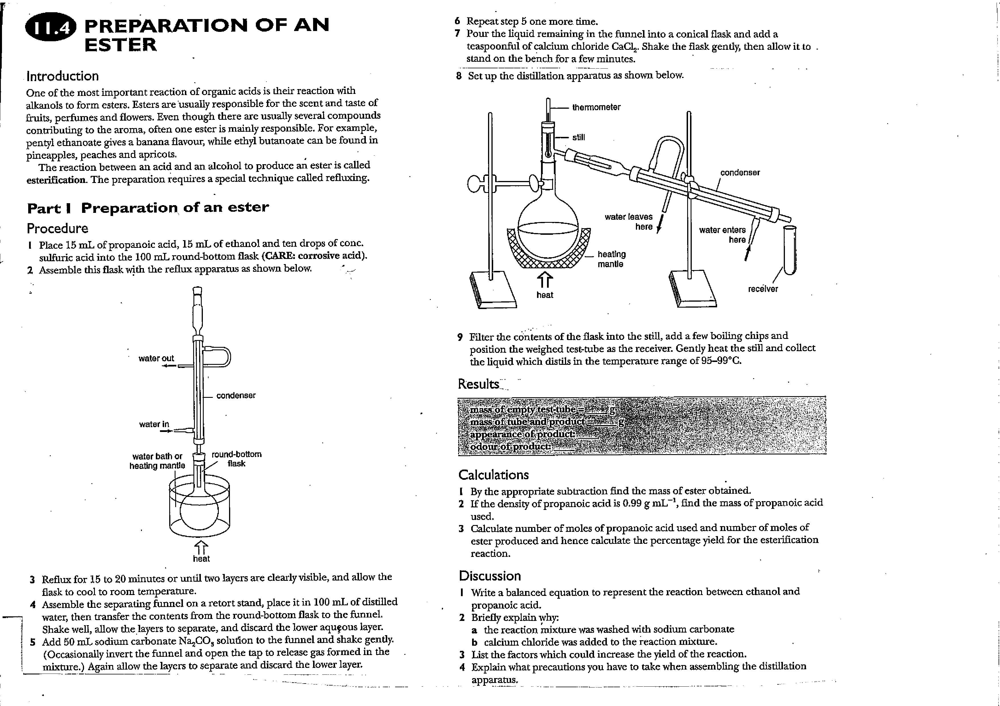 11.4 PREPARATION OF AN
ESTER
Introduction
One of the most important reaction of organic acids is their reaction with
alkanols to form esters. Esters are usually responsible for the scent and taste of
fruits, perfumes and flowers. Even though there are usually several compounds
contributing to the aroma, often one ester is mainly responsible. For example,
pentyl ethanoate gives a banana flavour, while ethyl butanoate can be found in
pineapples, peaches and apricots.
The reaction between an acid and an alcohol to produce an ester is called
esterification. The preparation requires a special technique called refluxing.
Part 1 Preparation of an ester
Procedure
1 Place 15 mL of propanoic acid, 15 mL of ethanol and ten drops of conc.
sulfuric acid into the 100 mL round-bottom flask (CARE: corrosive acid).
2 Assemble this flask with the reflux apparatus as shown below.
water out
condenser
water in
water bath or
heating mantle
round-bottom
flask
heat
3 Reflux for 15 to 20 minutes or until two layers are clearly visible, and allow the
flask to cool to room temperature.
4 Assemble the separating funnel on a retort stand, place it in 100 mL of distilled
water, then transfer the contents from the round-bottom flask to the funnel.
Shake well, allow the layers to separate, and discard the lower aqueous layer.
5 Add 50 mL sodium carbonate Na₂CO₃ solution to the funnel and shake gently.
(Occasionally invert the funnel and open the tap to release gas formed in the
mixture.) Again allow the layers to separate and discard the lower layer.
6 Repeat step 5 one more time.
7 Pour the liquid remaining in the funnel into a conical flask and add a
teaspoonful of calcium chloride CaCl₂. Shake the flask gently, then allow it to
stand on the bench for a few minutes.
8 Set up the distillation apparatus as shown below.
thermometer
still
condenser
water leaves
here
water enters
here
heating
mantle
receiver
heat
9 Filter the contents of the flask into the still, add a few boiling chips and
position the weighed test-tube as the receiver. Gently heat the still and collect
the liquid which distils in the temperature range of 95–99°C.
Results
mass of empty test-tube = ____ g
mass of tube and product = ____ g
appearance of product: ____
odour of product: ____
Calculations
1 By the appropriate subtraction find the mass of ester obtained.
2 If the density of propanoic acid is 0.99 g mL⁻¹, find the mass of propanoic acid
used.
3 Calculate number of moles of propanoic acid used and number of moles of
ester produced and hence calculate the percentage yield for the esterification
reaction.
Discussion
1 Write a balanced equation to represent the reaction between ethanol and
propanoic acid.
2 Briefly explain why:
a the reaction mixture was washed with sodium carbonate
b calcium chloride was added to the reaction mixture.
3 List the factors which could increase the yield of the reaction.
4 Explain what precautions you have to take when assembling the distillation
apparatus.